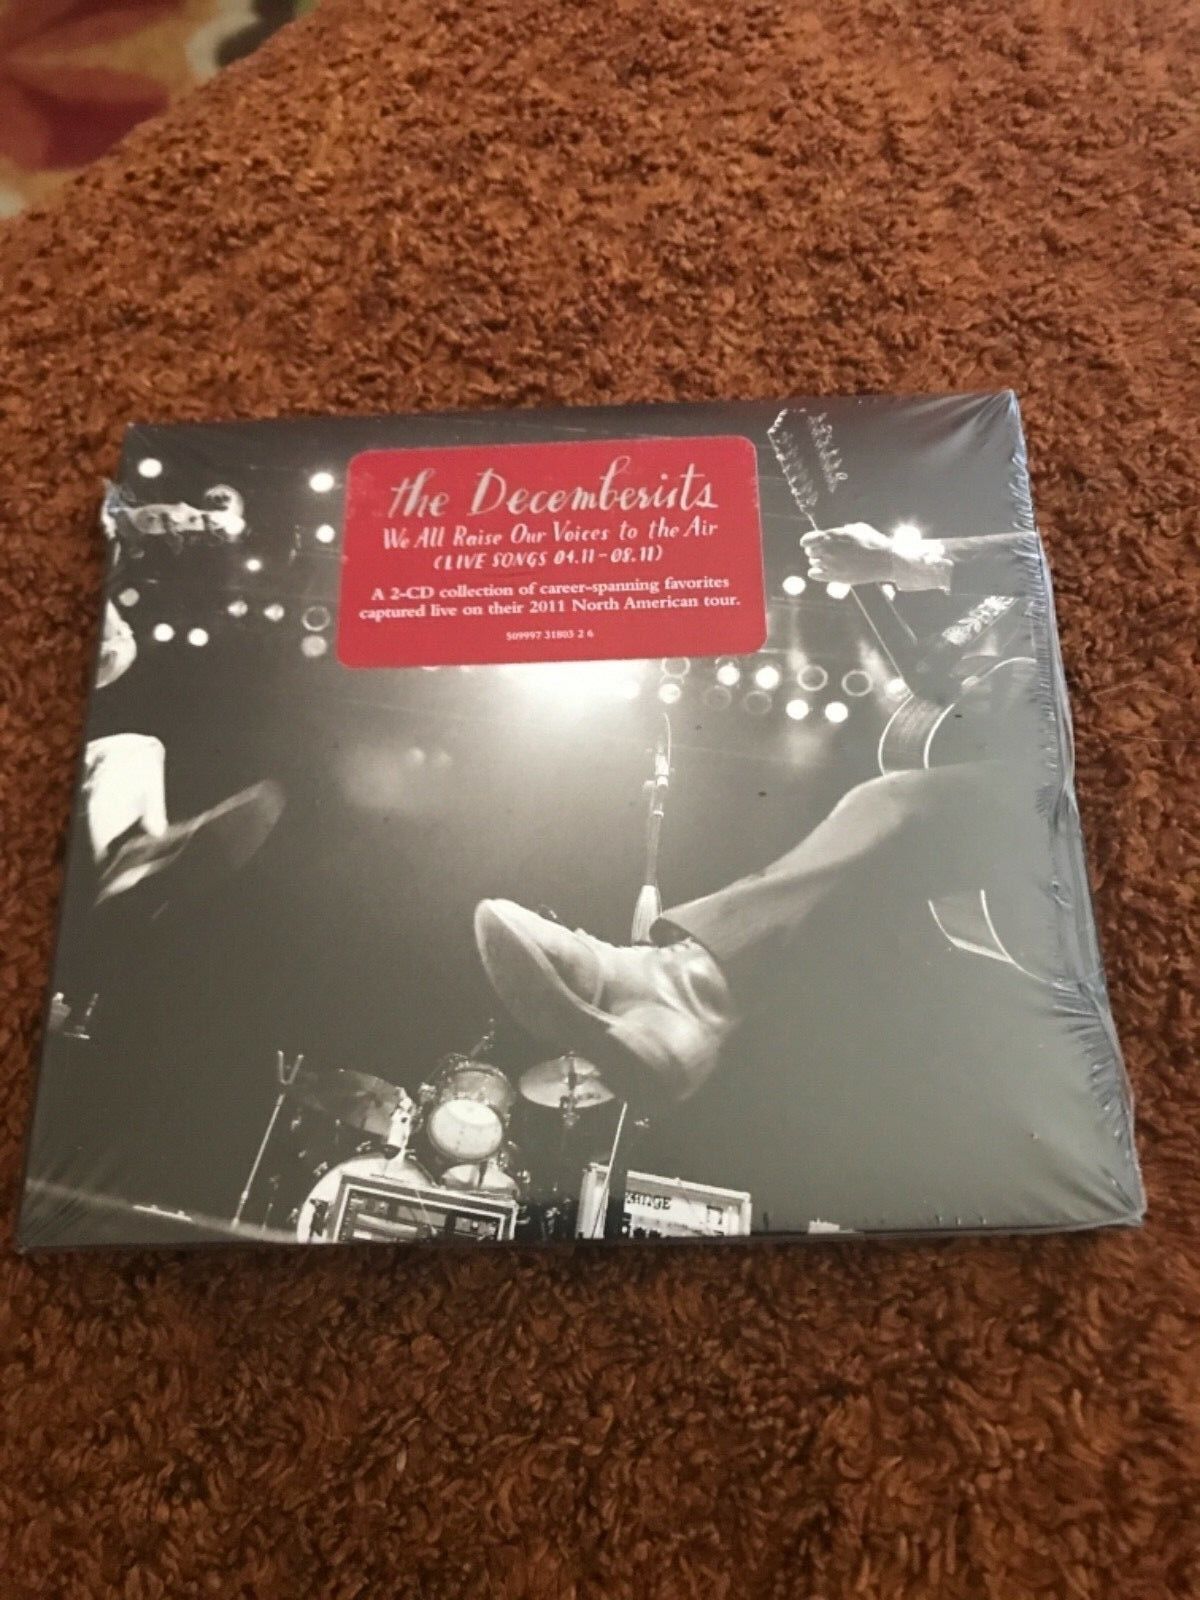 the Decemberists
We All Raise Our Voices to the Air
(LIVE SONGS 04.11-08.11)
A 2-CD collection of career-spanning favorites
captured live on their 2011 North American tour.
509997 31803 2 6